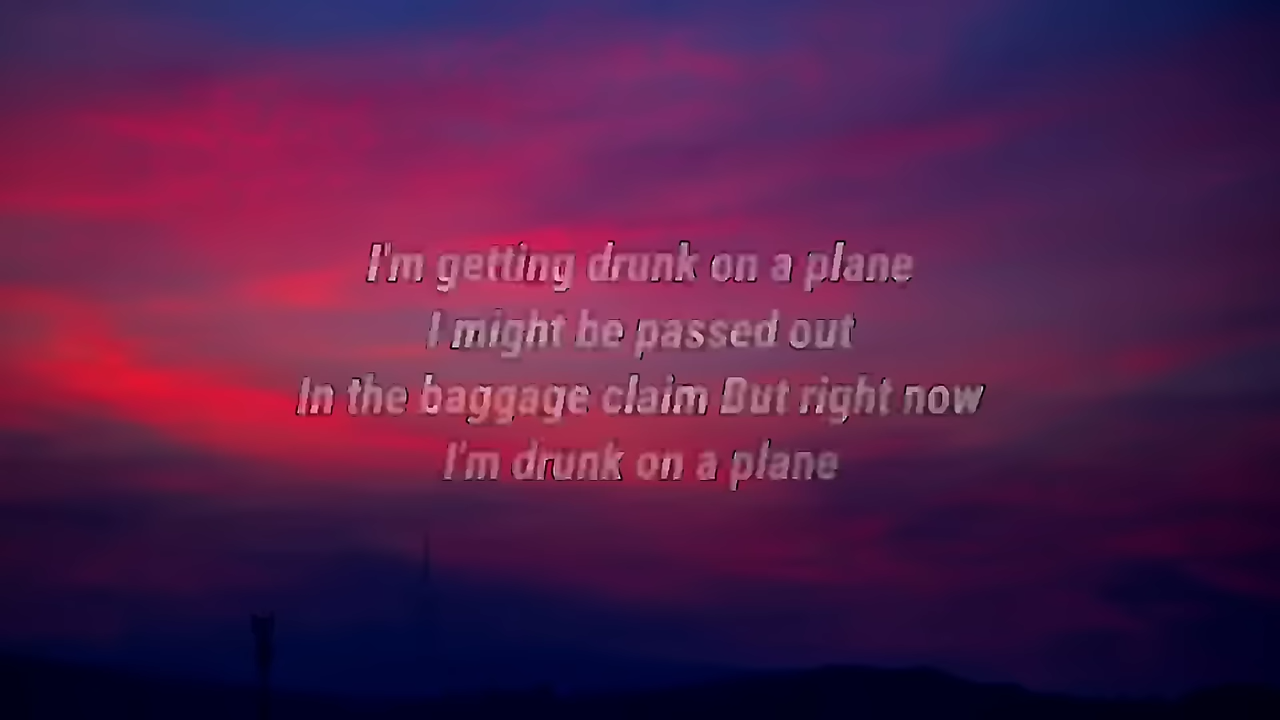 I'm getting drunk on a plane
I might be passed out
In the baggage claim But right now
I'm drunk on a plane